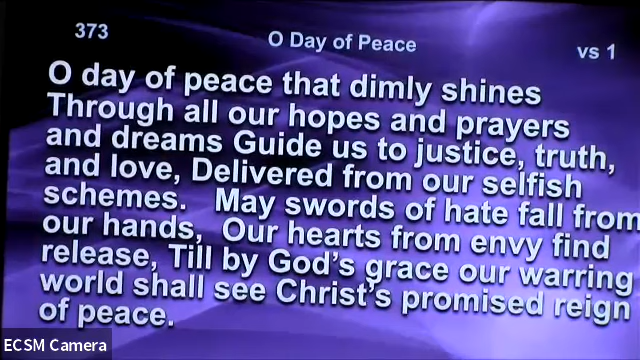 373
O Day of Peace
vs 1
O day of peace that dimly shines
Through all our hopes and prayers
and dreams Guide us to justice, truth,
and love, Delivered from our selfish
schemes. May swords of hate fall from
our hands, Our hearts from envy find
release, Till by God's grace our warring
world shall see Christ's promised reign
of peace.
ECSM Camera